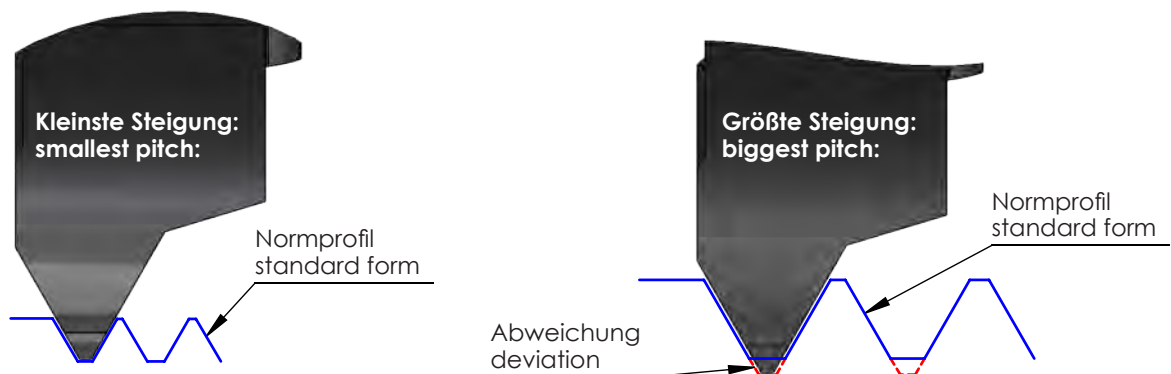 Kleinste Steigung:
smallest pitch:
Normprofil
standard form
Größte Steigung:
biggest pitch:
Normprofil
standard form
Abweichung
deviation